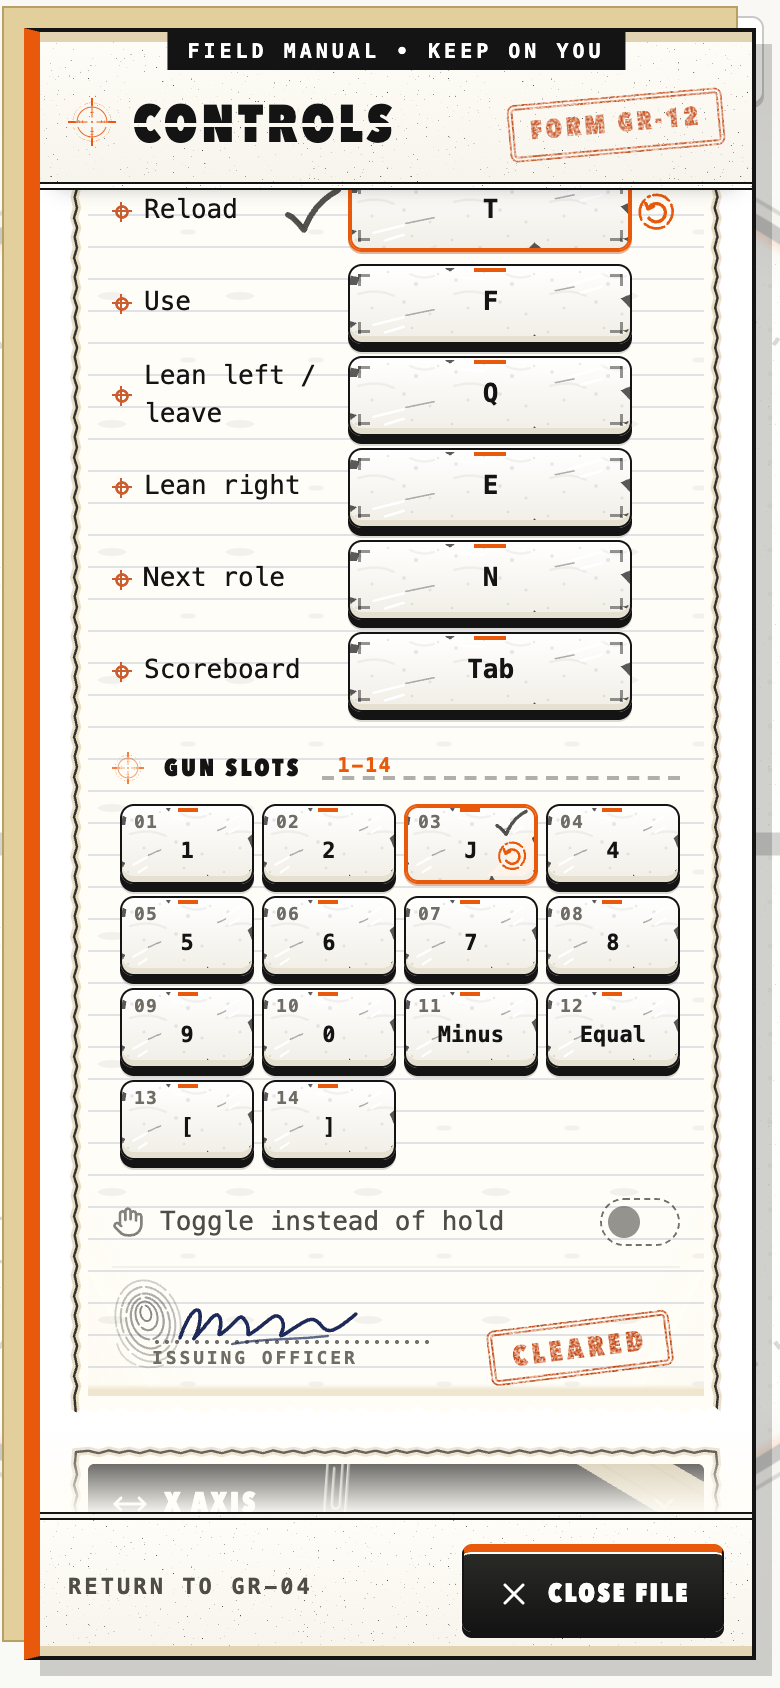 FIELD MANUAL • KEEP ON YOU
CONTROLS
FORM GR-12
Reload
T
Use
F
Lean left /
leave
Q
Lean right
E
Next role
N
Scoreboard
Tab
GUN SLOTS
1–14
01
1
02
2
03
J
04
4
05
5
06
6
07
7
08
8
09
9
10
0
11
Minus
12
Equal
13
[
14
]
Toggle instead of hold
ISSUING OFFICER
CLEARED
X AXIS
RETURN TO GR–04
CLOSE FILE